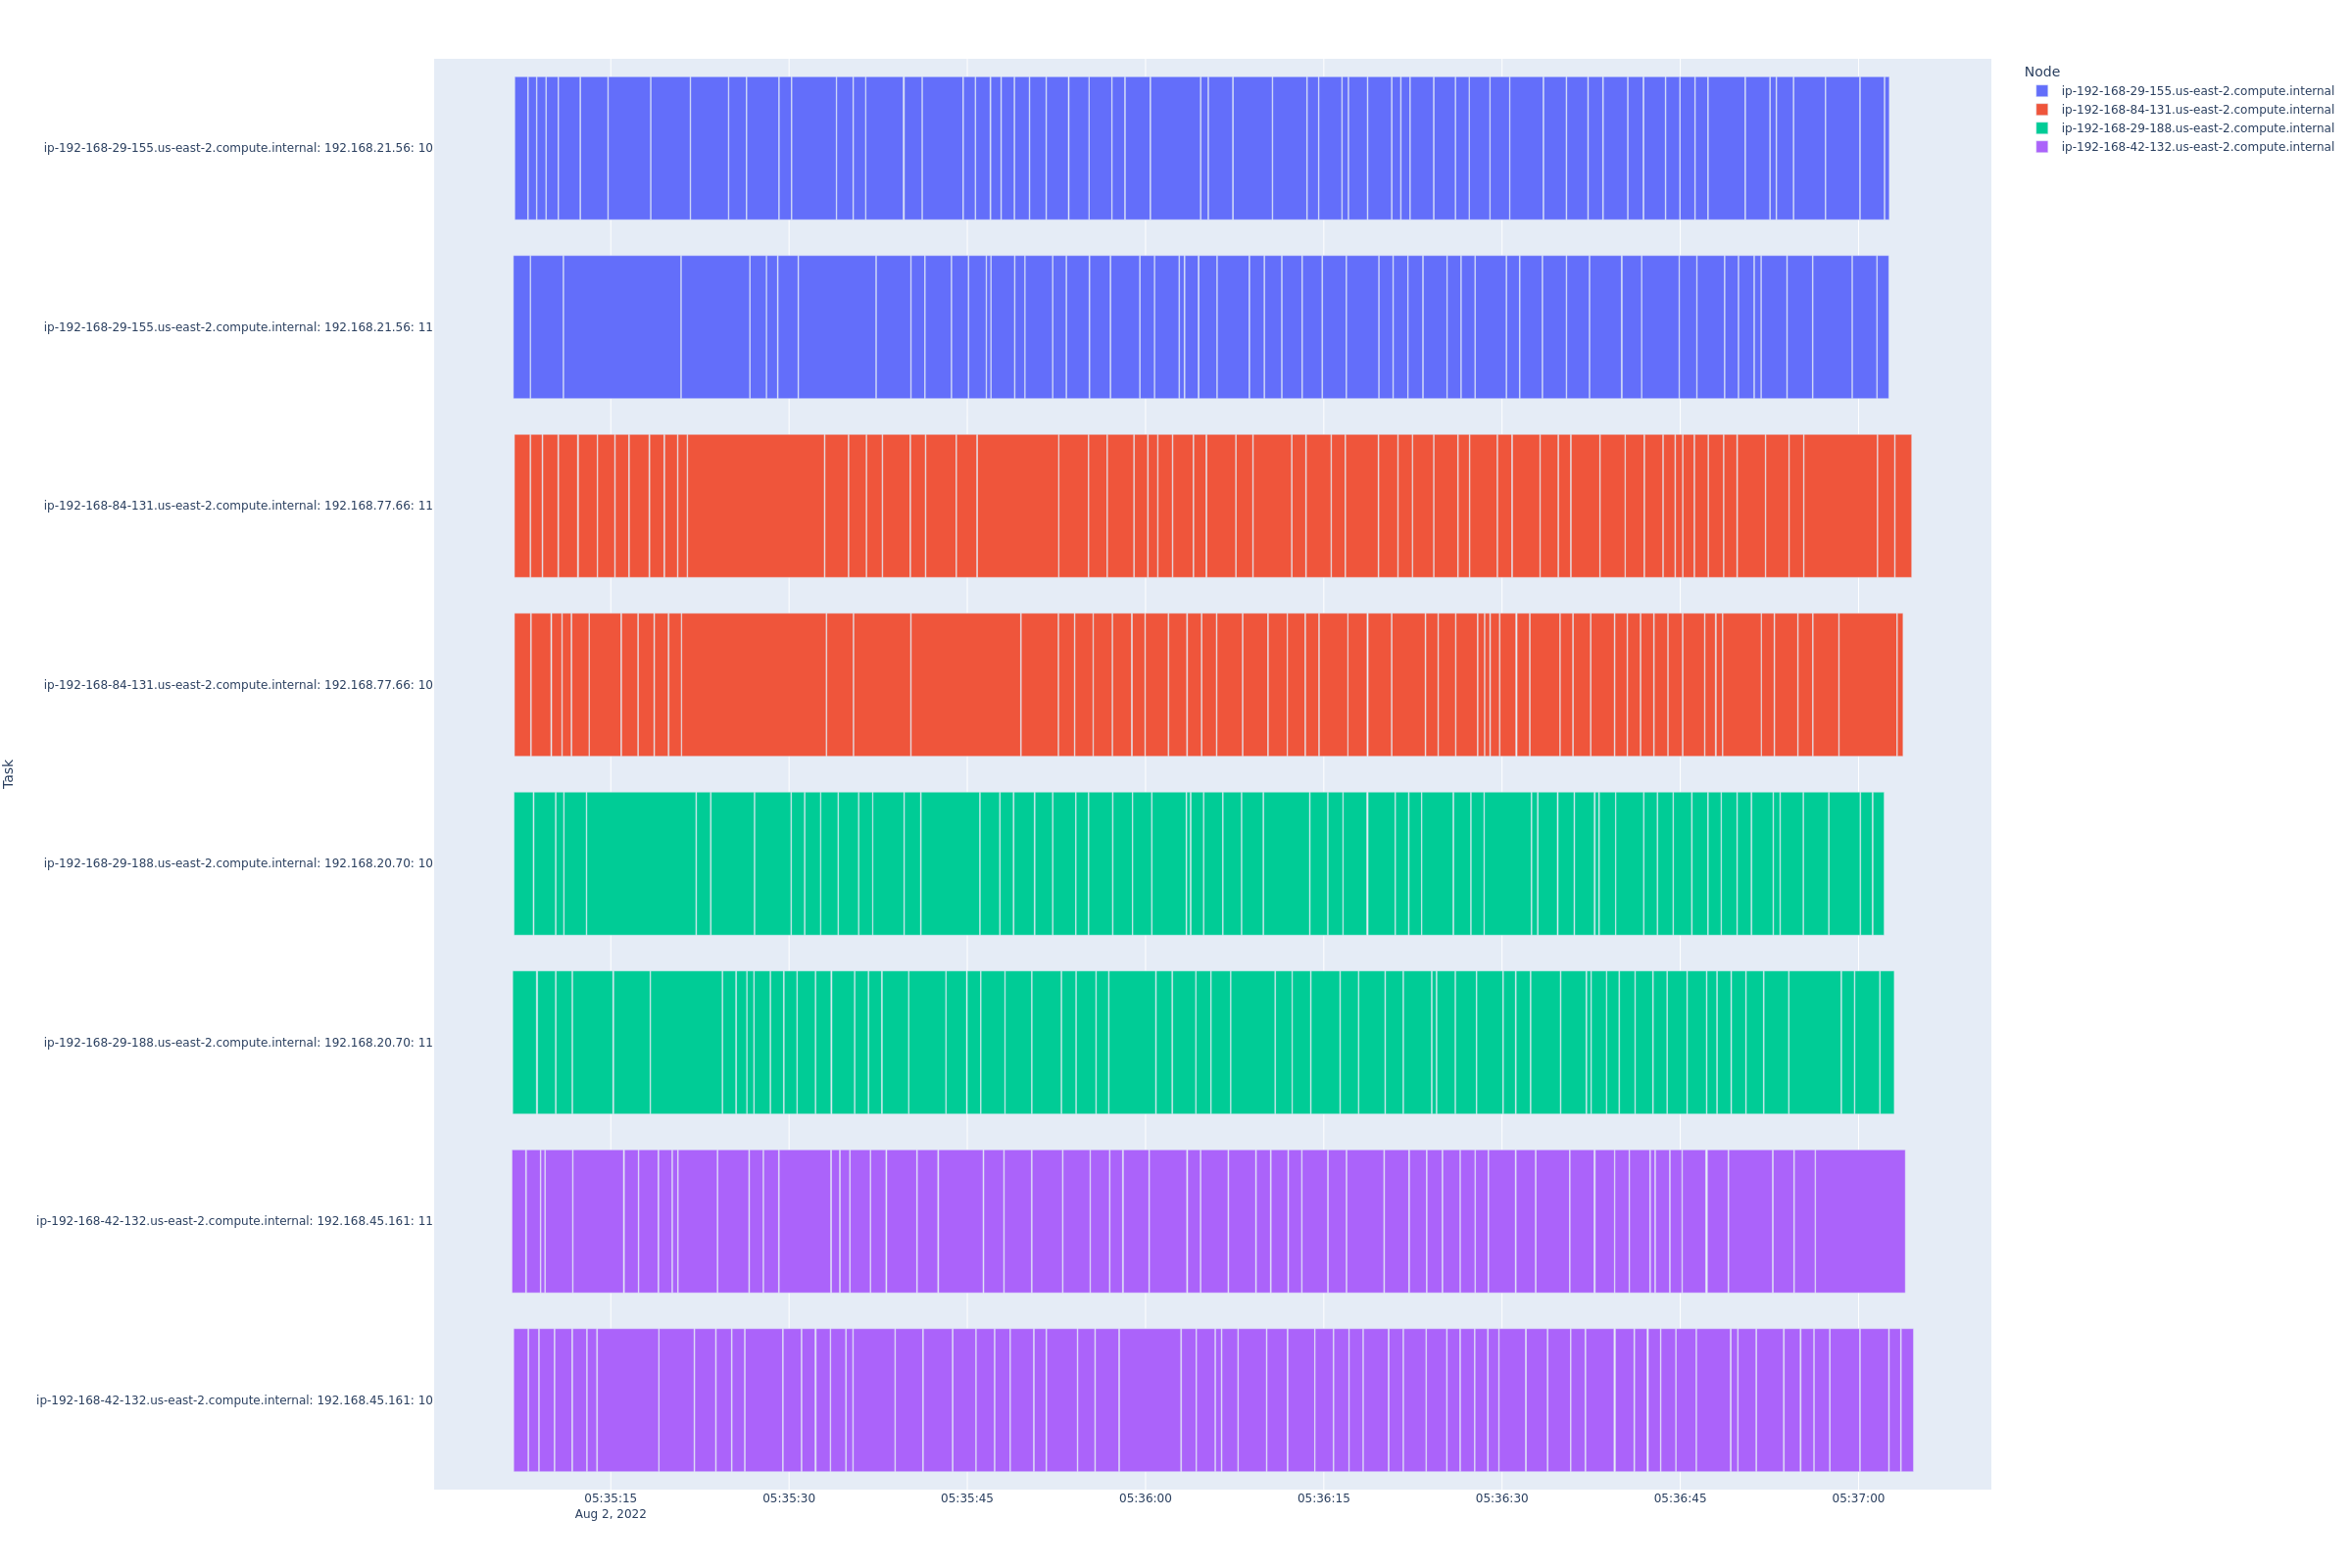 Node
ip-192-168-29-155.us-east-2.compute.internal
ip-192-168-84-131.us-east-2.compute.internal
ip-192-168-29-188.us-east-2.compute.internal
ip-192-168-42-132.us-east-2.compute.internal
ip-192-168-29-155.us-east-2.compute.internal: 192.168.21.56: 10
ip-192-168-29-155.us-east-2.compute.internal: 192.168.21.56: 11
ip-192-168-84-131.us-east-2.compute.internal: 192.168.77.66: 11
ip-192-168-84-131.us-east-2.compute.internal: 192.168.77.66: 10
Task
ip-192-168-29-188.us-east-2.compute.internal: 192.168.20.70: 10
ip-192-168-29-188.us-east-2.compute.internal: 192.168.20.70: 11
ip-192-168-42-132.us-east-2.compute.internal: 192.168.45.161: 11
ip-192-168-42-132.us-east-2.compute.internal: 192.168.45.161: 10
05:35:15 05:35:30 05:35:45 05:36:00 05:36:15 05:36:30 05:36:45 05:37:00
Aug 2, 2022